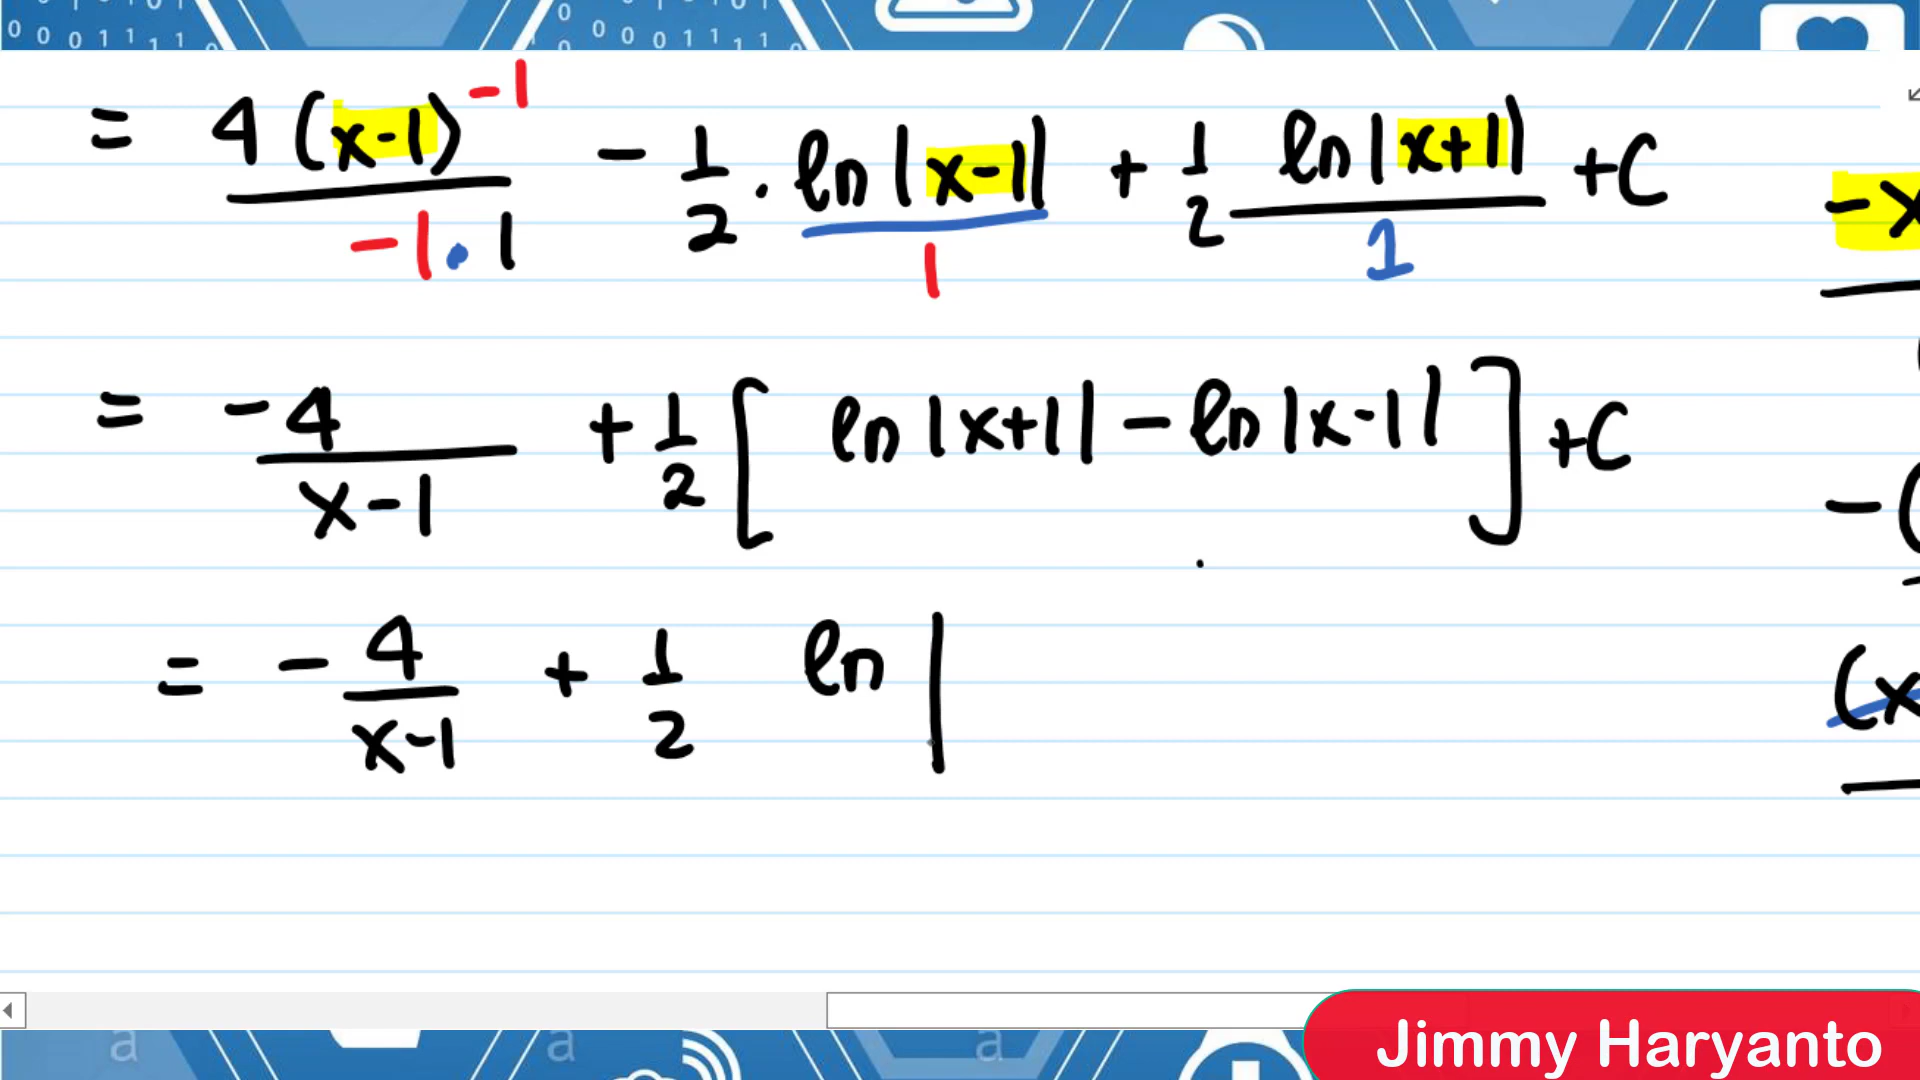 = 4(x-1)^-1 / -1·1 - 1/2 · ln|x-1| / 1 + 1/2 ln|x+1| / 1 + C
-x
= -4 / x-1 + 1/2 [ ln|x+1| - ln|x-1| ] + C
-(
= - 4 / x-1 + 1/2 ln |
(x
Jimmy Haryanto